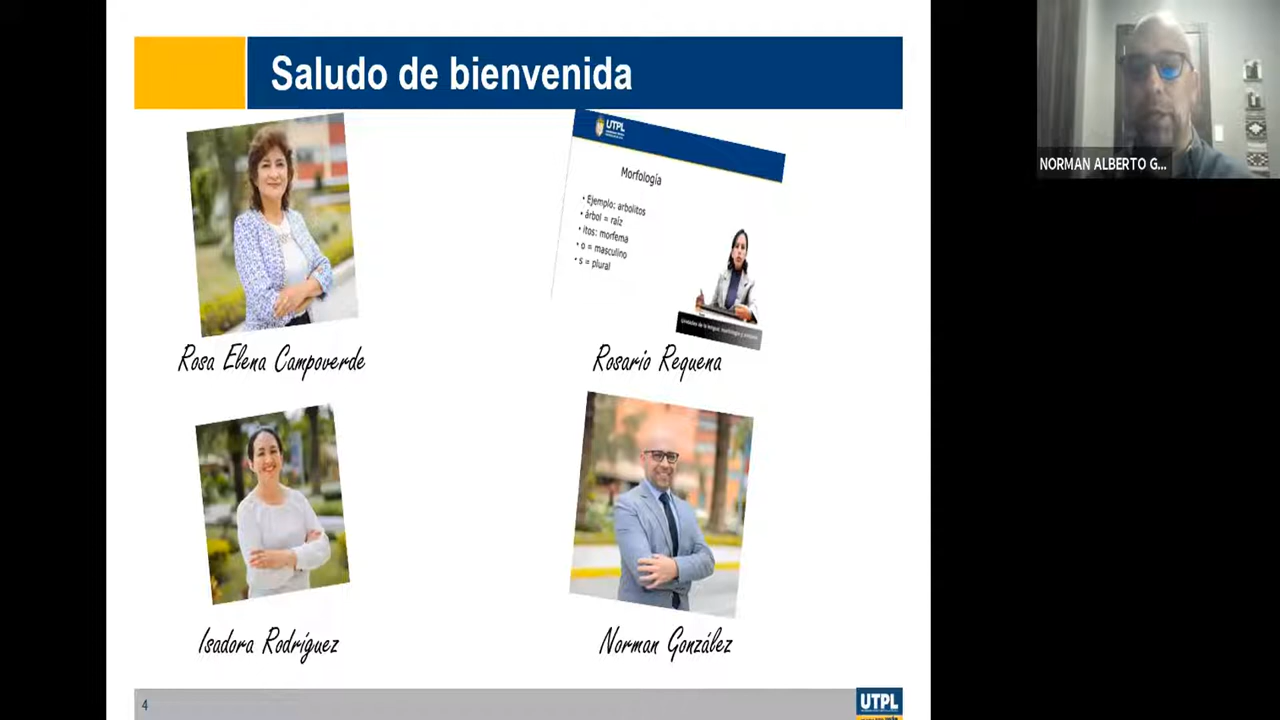 Saludo de bienvenida
NORMAN ALBERTO G...
UTPL
Morfología
• Ejemplo: arbolitos
• árbol = raíz
• itos: morfema
• o = masculino
• s = plural
Rosa Elena Campoverde
Rosario Requena
Isadora Rodríguez
Norman González
4
UTPL